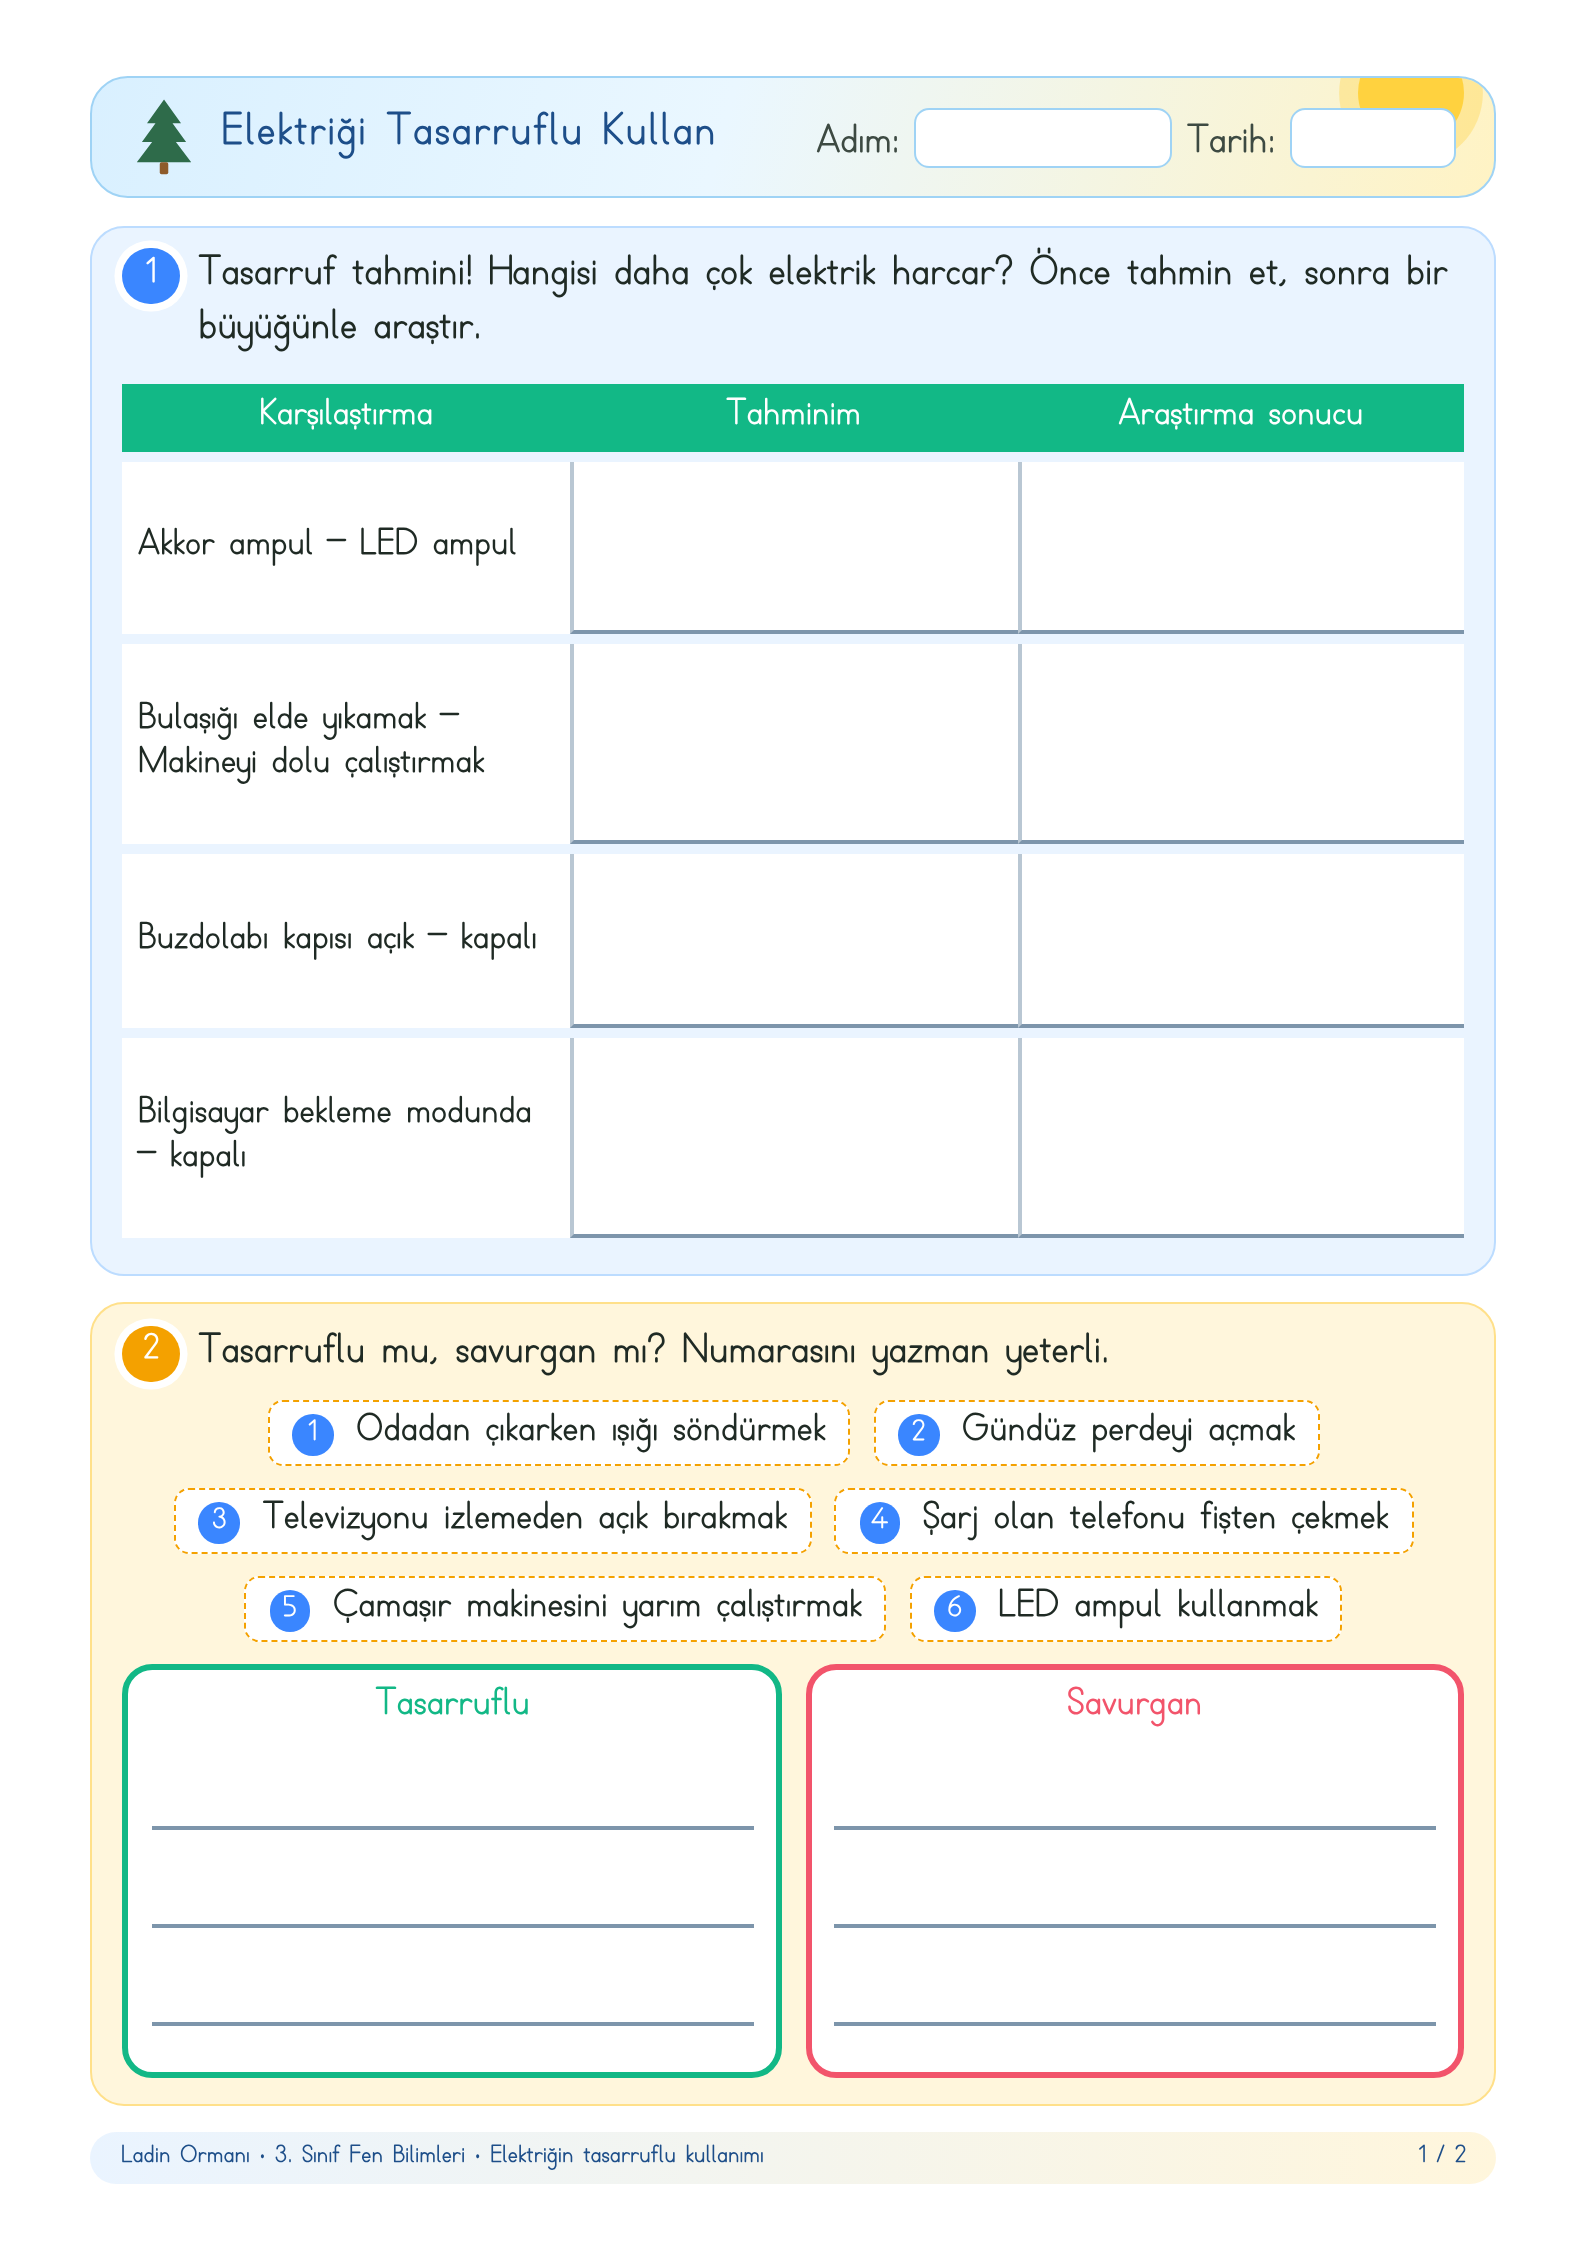 Elektriği Tasarruflu Kullan
Adım:
Tarih:
1
Tasarruf tahmini! Hangisi daha çok elektrik harcar? Önce tahmin et, sonra bir
büyüğünle araştır.
Karşılaştırma
Tahminim
Araştırma sonucu
Akkor ampul – LED ampul
Bulaşığı elde yıkamak –
Makineyi dolu çalıştırmak
Buzdolabı kapısı açık – kapalı
Bilgisayar bekleme modunda
– kapalı
2
Tasarruflu mu, savurgan mı? Numarasını yazman yeterli.
1 Odadan çıkarken ışığı söndürmek
2 Gündüz perdeyi açmak
3 Televizyonu izlemeden açık bırakmak
4 Şarj olan telefonu fişten çekmek
5 Çamaşır makinesini yarım çalıştırmak
6 LED ampul kullanmak
Tasarruflu
Savurgan
Ladin Ormanı • 3. Sınıf Fen Bilimleri • Elektriğin tasarruflu kullanımı
1 / 2